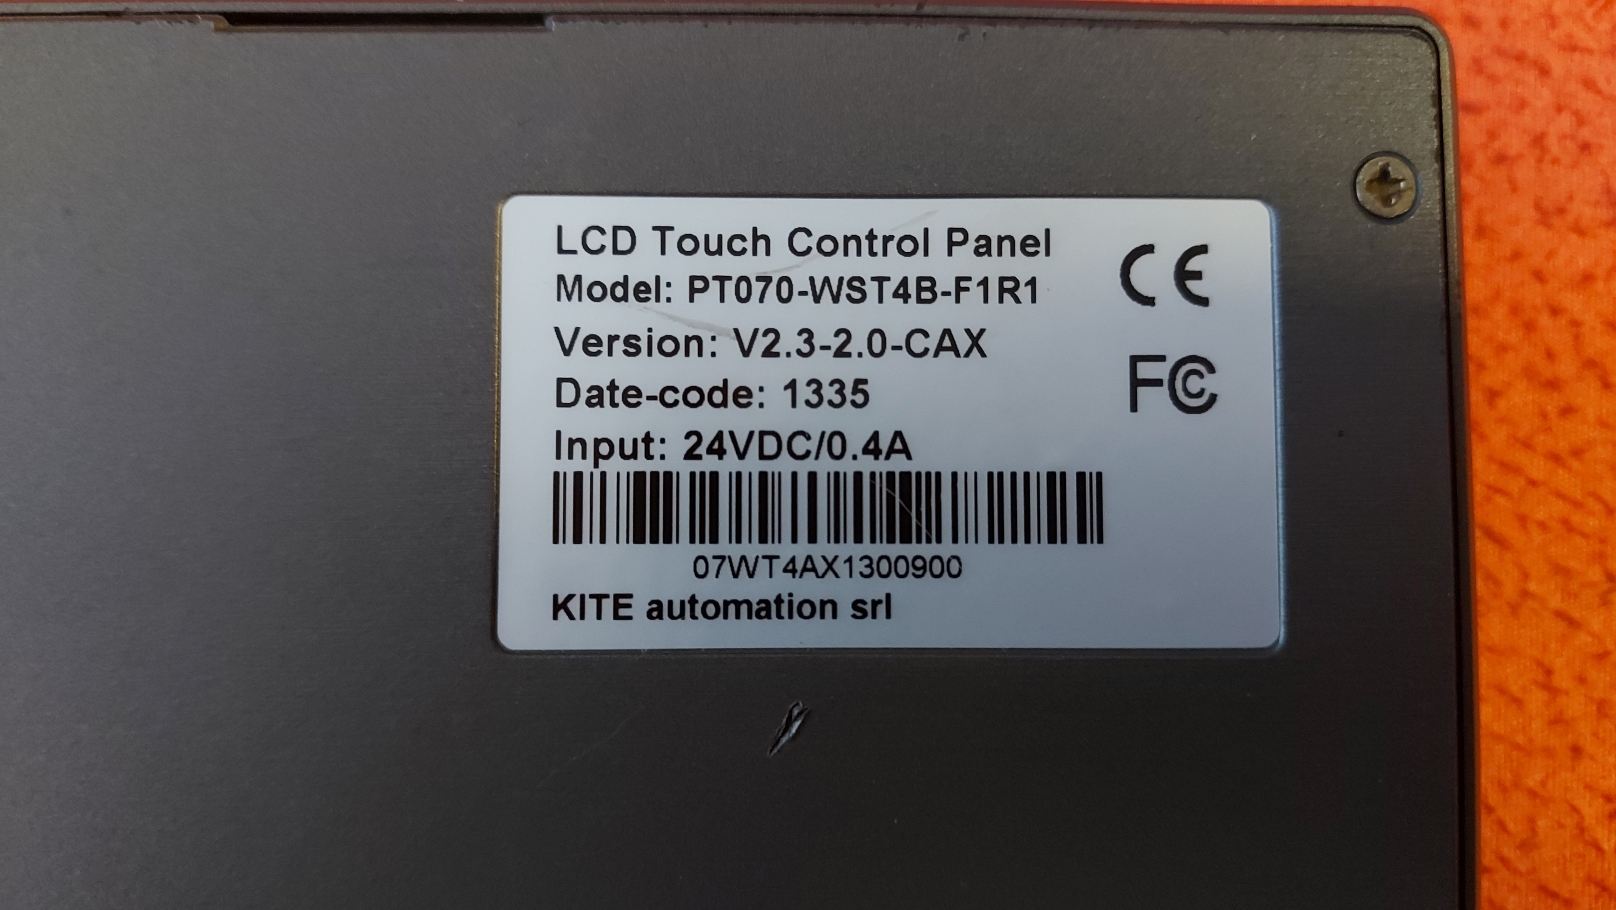 LCD Touch Control Panel
Model: PT070-WST4B-F1R1
Version: V2.3-2.0-CAX
Date-code: 1335
Input: 24VDC/0.4A
07WT4AX1300900
KITE automation srl
CE
FC